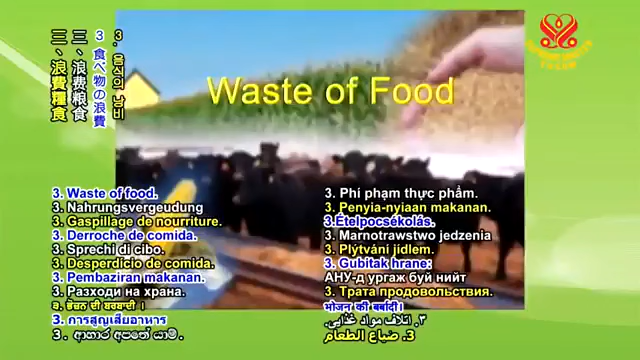 Waste of Food
3. 음식의 낭비
3 食べ物の浪費
三、浪费粮食
三、浪費糧食
3. Waste of food.
3. Nahrungsvergeudung
3. Gaspillage de nourriture.
3. Derroche de comida.
3. Sprechi di cibo.
3. Desperdício de comida.
3. Pembaziran makanan.
3. Разходи на храна.
੩. ਭੋਜਨ ਦੀ ਬਰਬਾਦੀ ।
3. การสูญเสียอาหาร
3. ආහාර අපතේ යාම්.
3. Phí phạm thực phẩm.
3. Penyia-nyiaan makanan.
3.Ételpocsékolás.
3. Marnotrawstwo jedzenia
3. Plýtvání jídlem.
3. Gubitak hrane:
АНУ-д ургаж буй нийт
3. Трата продовольствия.
भोजन की बर्बादी।
۳. اتلاف مواد غذایی.
3. ضياع الطعام